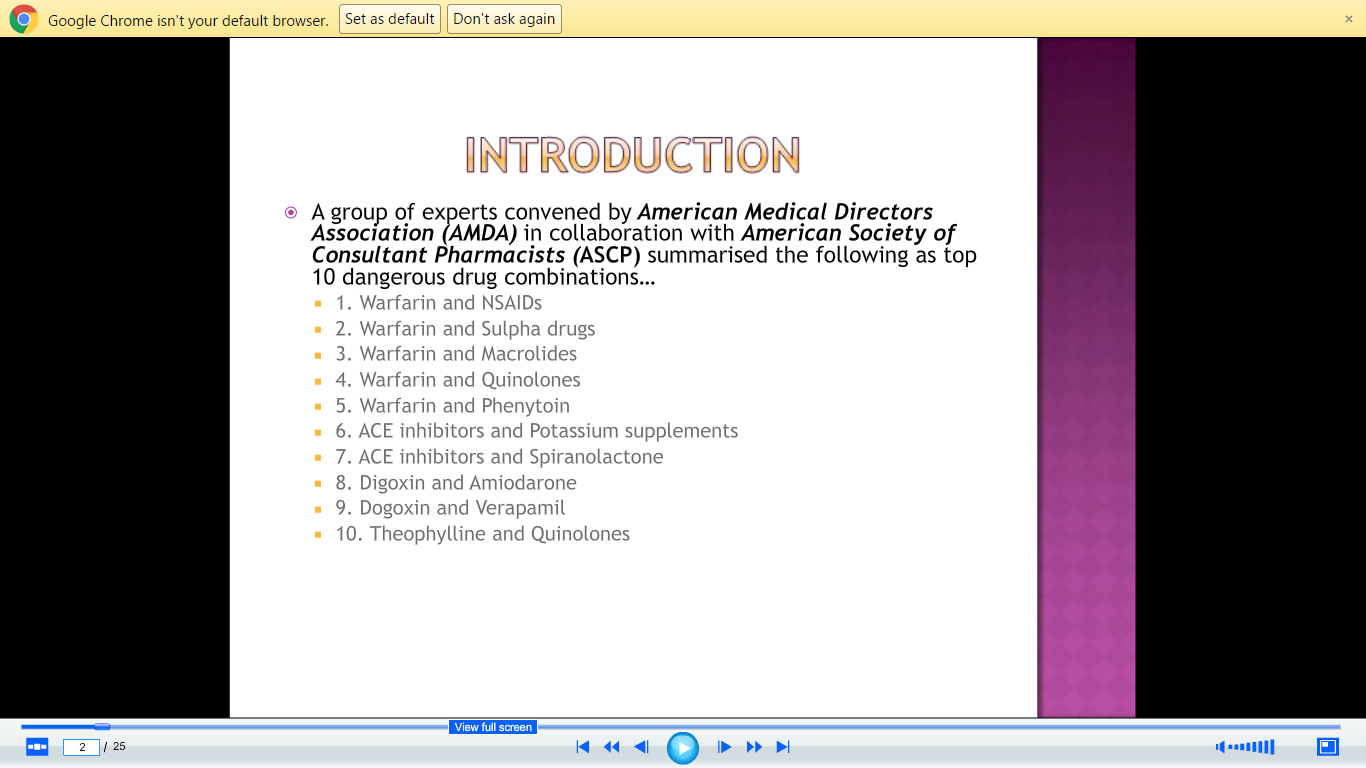 Google Chrome isn't your default browser. Set as default Don't ask again
INTRODUCTION
A group of experts convened by American Medical Directors
Association (AMDA) in collaboration with American Society of
Consultant Pharmacists (ASCP) summarised the following as top
10 dangerous drug combinations…
1. Warfarin and NSAIDs
2. Warfarin and Sulpha drugs
3. Warfarin and Macrolides
4. Warfarin and Quinolones
5. Warfarin and Phenytoin
6. ACE inhibitors and Potassium supplements
7. ACE inhibitors and Spiranolactone
8. Digoxin and Amiodarone
9. Dogoxin and Verapamil
10. Theophylline and Quinolones
View full screen
2 / 25